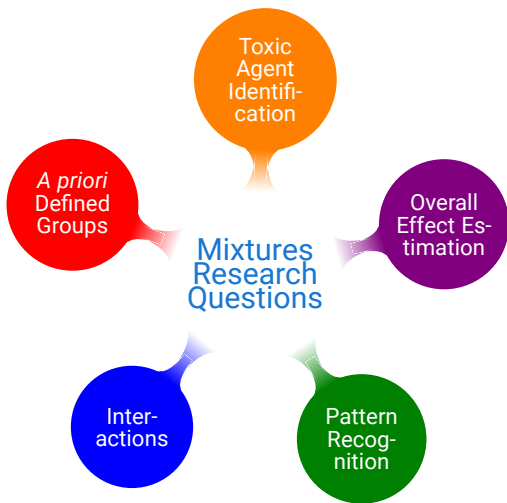 Toxic
Agent
Identifi-
cation
A priori
Defined
Groups
Overall
Effect Es-
timation
Mixtures
Research
Questions
Inter-
actions
Pattern
Recog-
nition